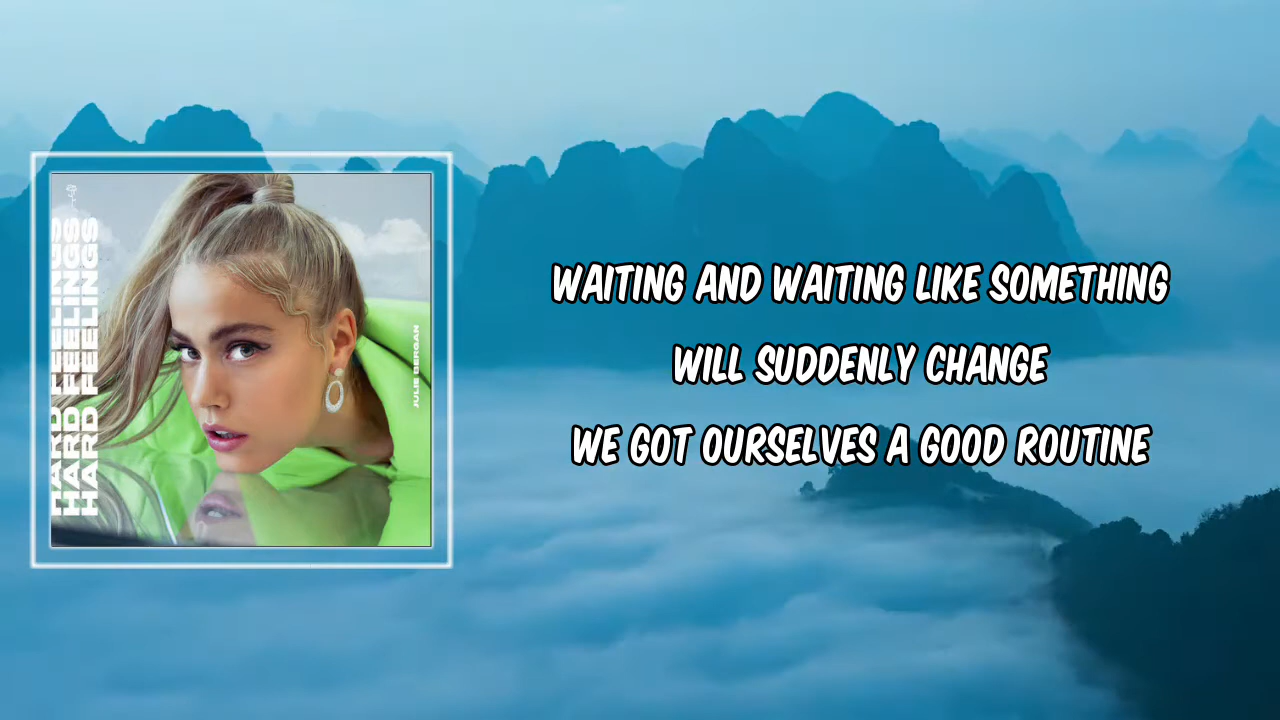 HARD FEELINGS
HARD FEELINGS
HARD FEELINGS
JULIE BERGAN
WAITING AND WAITING LIKE SOMETHING
WILL SUDDENLY CHANGE
WE GOT OURSELVES A GOOD ROUTINE